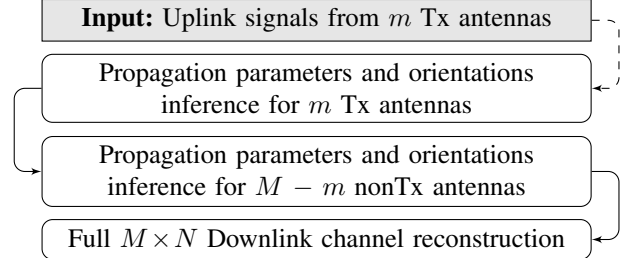 Input: Uplink signals from m Tx antennas
Propagation parameters and orientations
inference for m Tx antennas
Propagation parameters and orientations
inference for M − m nonTx antennas
Full M × N Downlink channel reconstruction